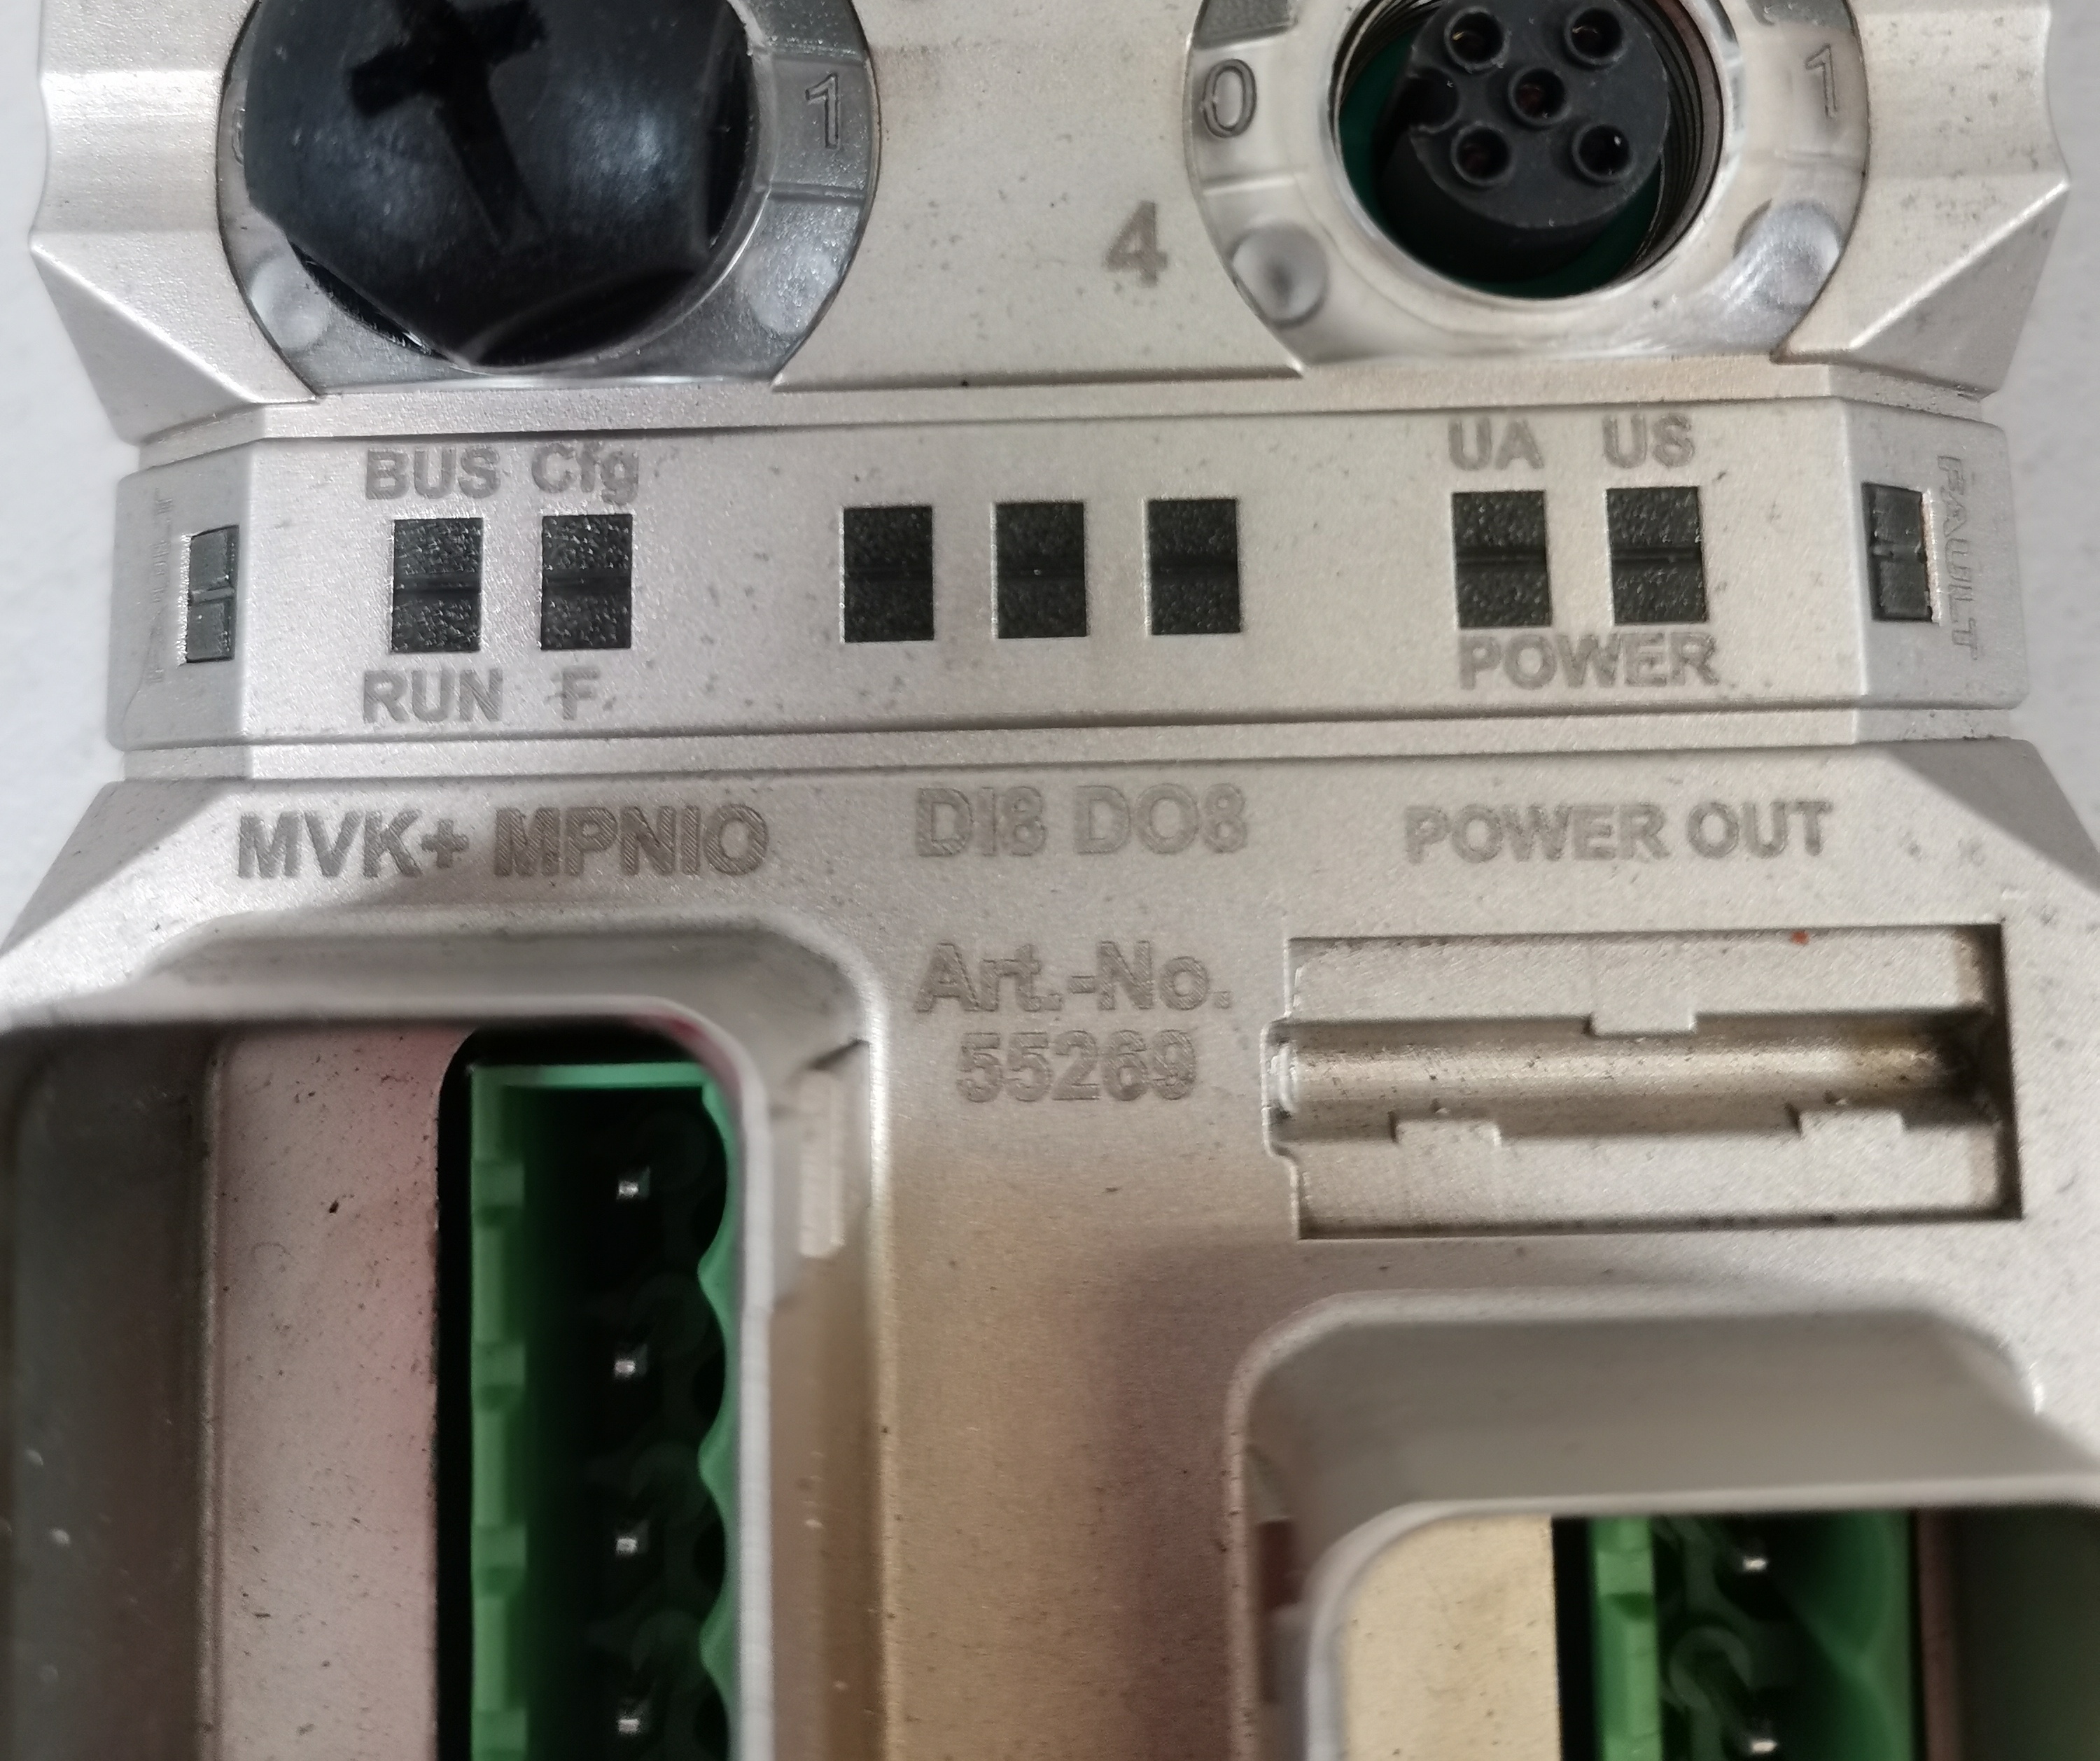 1
0
1
4
BUS Cfg
UA US
RUN F
POWER
FAULT
MVK+ MPNIO
DI8 DO8
POWER OUT
Art.-No.
55269